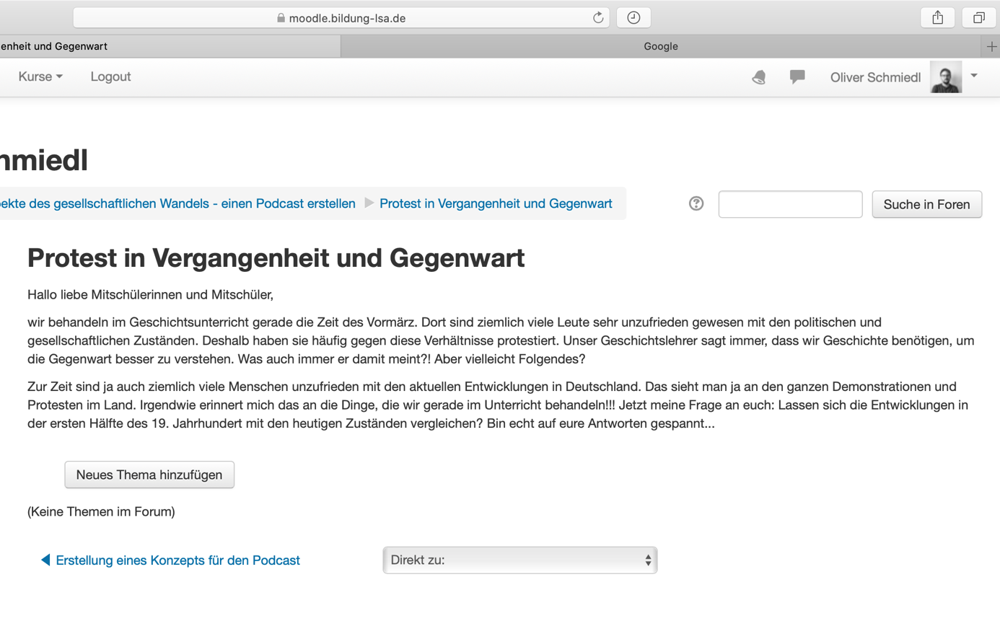 moodle.bildung-lsa.de
enheit und Gegenwart
Google
Kurse
Logout
Oliver Schmiedl
hmiedl
ekte des gesellschaftlichen Wandels - einen Podcast erstellen
Protest in Vergangenheit und Gegenwart
Suche in Foren
Protest in Vergangenheit und Gegenwart
Hallo liebe Mitschülerinnen und Mitschüler,
wir behandeln im Geschichtsunterricht gerade die Zeit des Vormärz. Dort sind ziemlich viele Leute sehr unzufrieden gewesen mit den politischen und
gesellschaftlichen Zuständen. Deshalb haben sie häufig gegen diese Verhältnisse protestiert. Unser Geschichtslehrer sagt immer, dass wir Geschichte benötigen, um
die Gegenwart besser zu verstehen. Was auch immer er damit meint?! Aber vielleicht Folgendes?
Zur Zeit sind ja auch ziemlich viele Menschen unzufrieden mit den aktuellen Entwicklungen in Deutschland. Das sieht man ja an den ganzen Demonstrationen und
Protesten im Land. Irgendwie erinnert mich das an die Dinge, die wir gerade im Unterricht behandeln!!! Jetzt meine Frage an euch: Lassen sich die Entwicklungen in
der ersten Hälfte des 19. Jahrhundert mit den heutigen Zuständen vergleichen? Bin echt auf eure Antworten gespannt...
Neues Thema hinzufügen
(Keine Themen im Forum)
Erstellung eines Konzepts für den Podcast
Direkt zu: